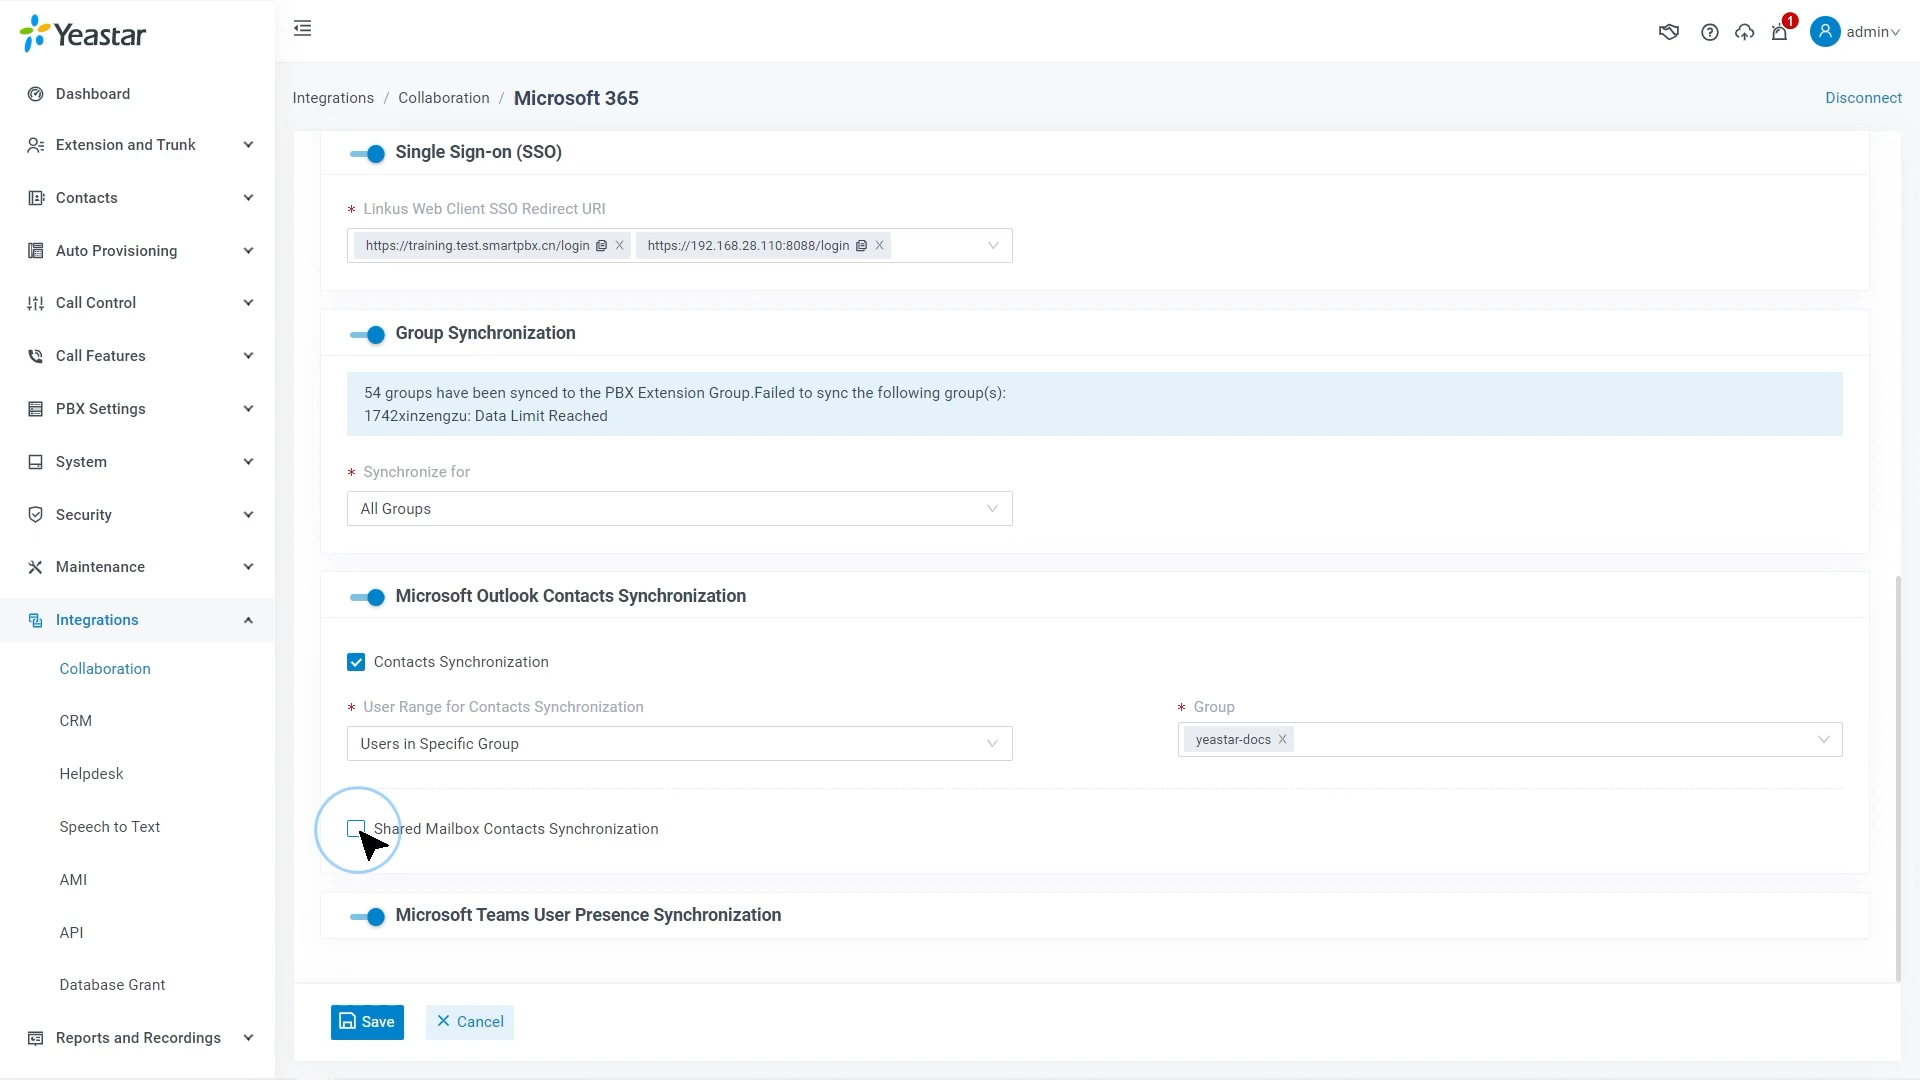 Yeastar
1
admin
Integrations / Collaboration / Microsoft 365
Disconnect
Dashboard
Extension and Trunk
Contacts
Auto Provisioning
Call Control
Call Features
PBX Settings
System
Security
Maintenance
Integrations
Collaboration
CRM
Helpdesk
Speech to Text
AMI
API
Database Grant
Reports and Recordings
Single Sign-on (SSO)
* Linkus Web Client SSO Redirect URI
https://training.test.smartpbx.cn/login https://192.168.28.110:8088/login
Group Synchronization
54 groups have been synced to the PBX Extension Group.Failed to sync the following group(s):
1742xinzengzu: Data Limit Reached
* Synchronize for
All Groups
Microsoft Outlook Contacts Synchronization
Contacts Synchronization
* User Range for Contacts Synchronization
Users in Specific Group
* Group
yeastar-docs
Shared Mailbox Contacts Synchronization
Microsoft Teams User Presence Synchronization
Save
Cancel